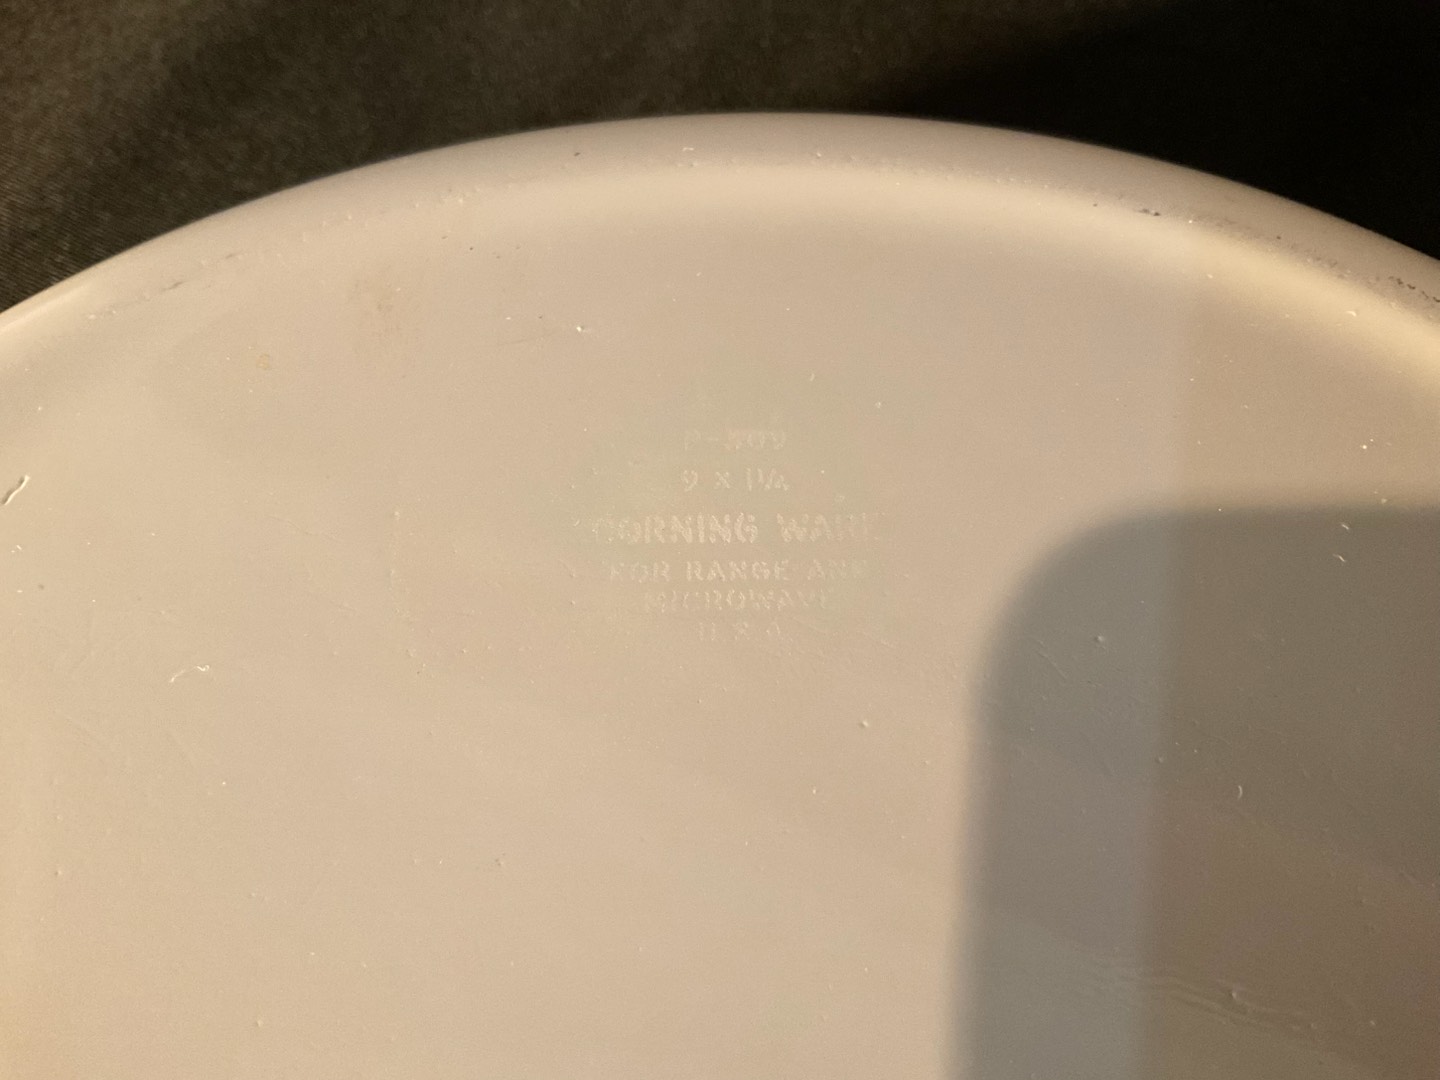 P-309
9 x 1¼
CORNING WARE
FOR RANGE AND
MICROWAVE
U.S.A.